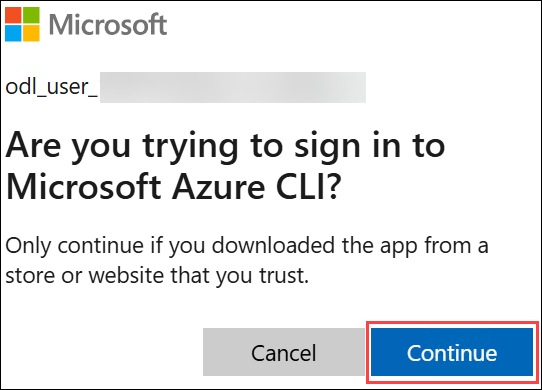 Microsoft
odl_user_
Are you trying to sign in to
Microsoft Azure CLI?
Only continue if you downloaded the app from a
store or website that you trust.
Cancel
Continue